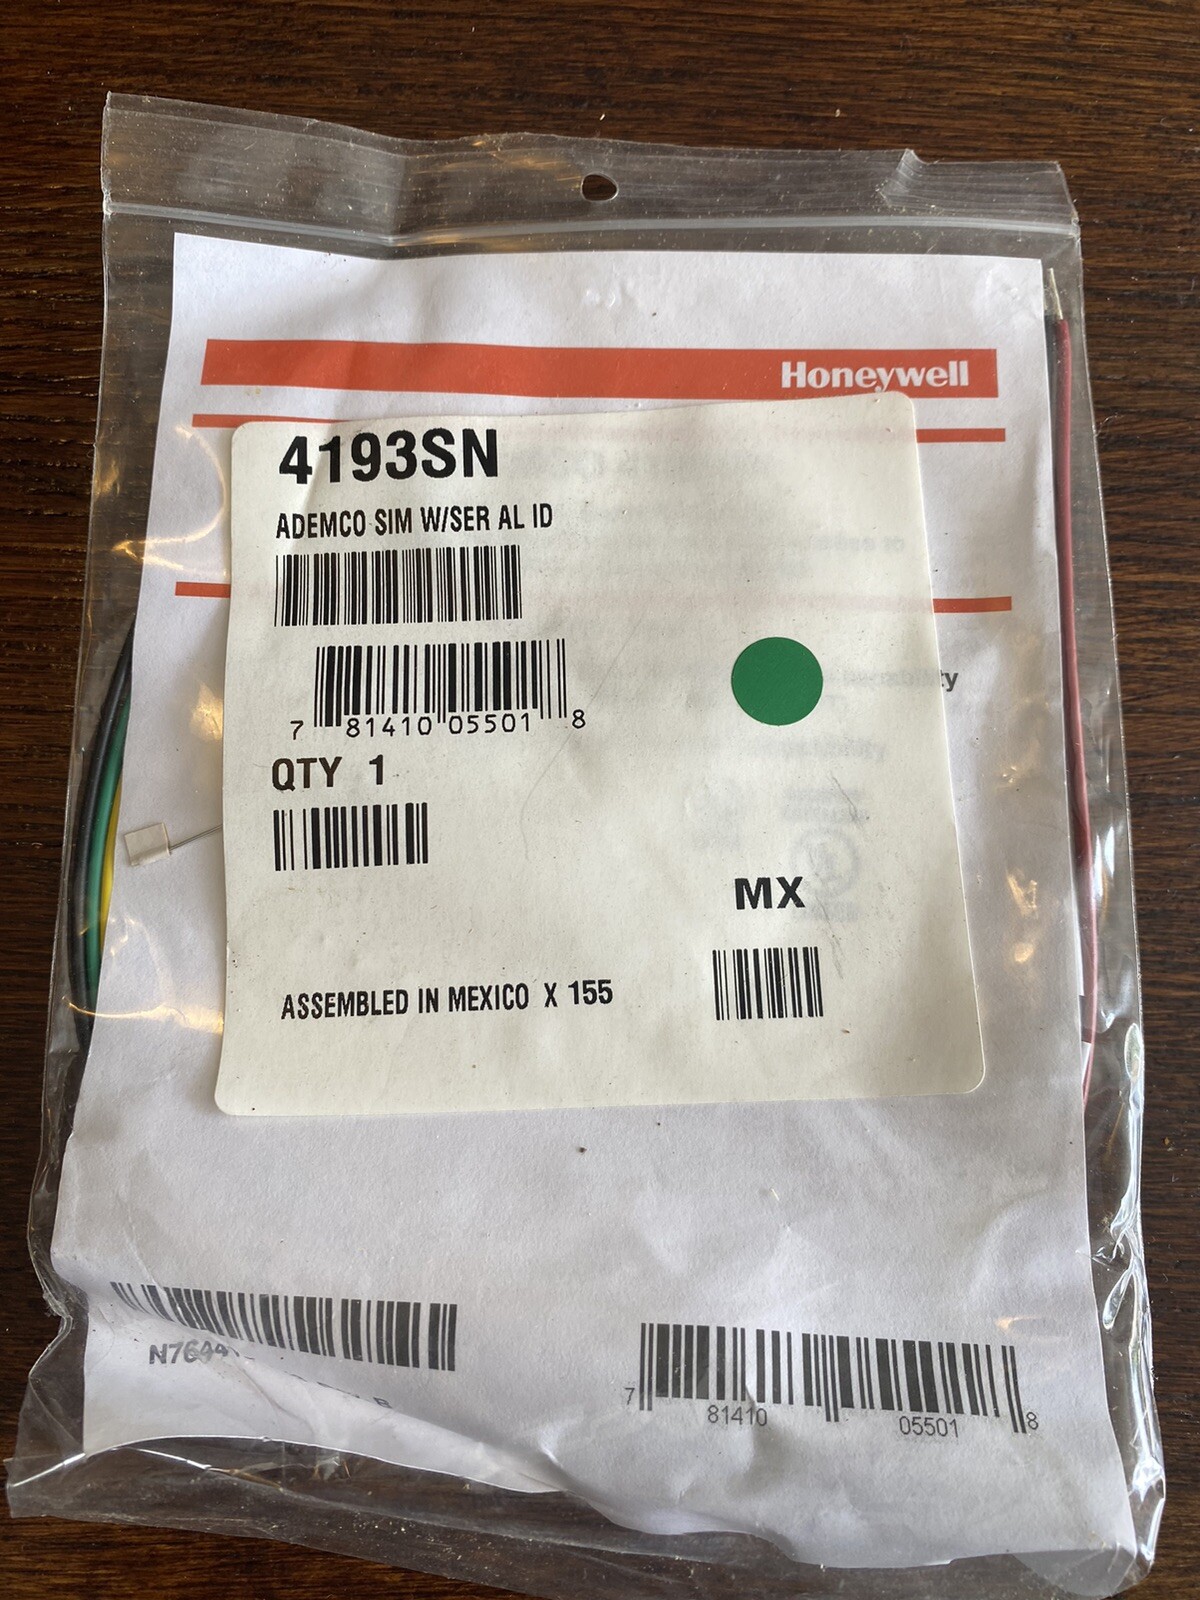 Honeywell
4193SN
ADEMCO SIM W/SER AL ID
7 81410 05501 8
QTY 1
MX
ASSEMBLED IN MEXICO X 155
7 81410 05501 8